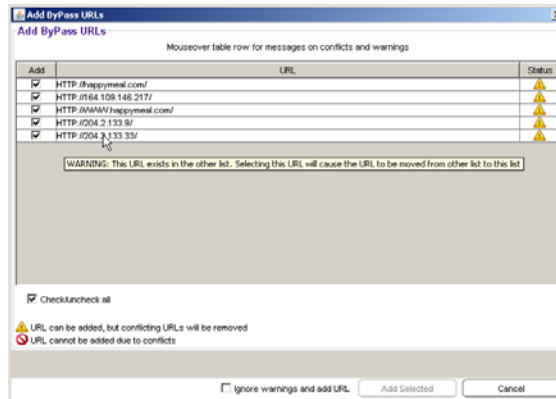 Add ByPass URLs
Add ByPass URLs
Mouseover table row for messages on conflicts and warnings
Add URL Status
HTTP://happymeal.com/
HTTP://164.109.146.217/
HTTP://WWW.happymeal.com/
HTTP://204.2.133.9/
HTTP://204.2.133.33/
WARNING: This URL exists in the other list. Selecting this URL will cause the URL to be moved from other list to this list
Check/uncheck all
URL can be added, but conflicting URLs will be removed
URL cannot be added due to conflicts
Ignore warnings and add URL Add Selected Cancel